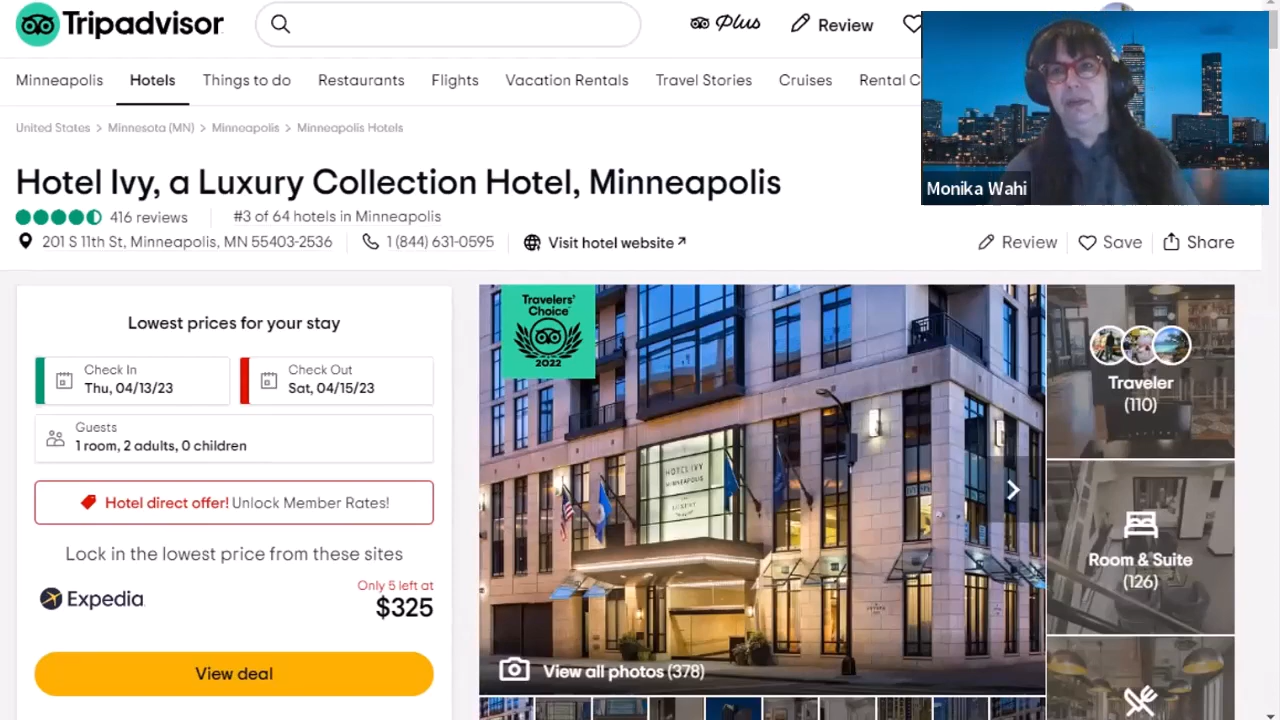 Tripadvisor
Plus
Review
Minneapolis
Hotels
Things to do
Restaurants
Flights
Vacation Rentals
Travel Stories
Cruises
Rental C
Monika Wahi
United States > Minnesota (MN) > Minneapolis > Minneapolis Hotels
Hotel Ivy, a Luxury Collection Hotel, Minneapolis
416 reviews
#3 of 64 hotels in Minneapolis
201 S 11th St, Minneapolis, MN 55403-2536
1 (844) 631-0595
Visit hotel website
Review
Save
Share
Lowest prices for your stay
Check In
Thu, 04/13/23
Check Out
Sat, 04/15/23
Guests
1 room, 2 adults, 0 children
Hotel direct offer! Unlock Member Rates!
Lock in the lowest price from these sites
Expedia
Only 5 left at
$325
View deal
Travelers'
Choice
2022
HOTEL IVY
MINNEAPOLIS
View all photos (378)
Traveler
(110)
Room & Suite
(126)